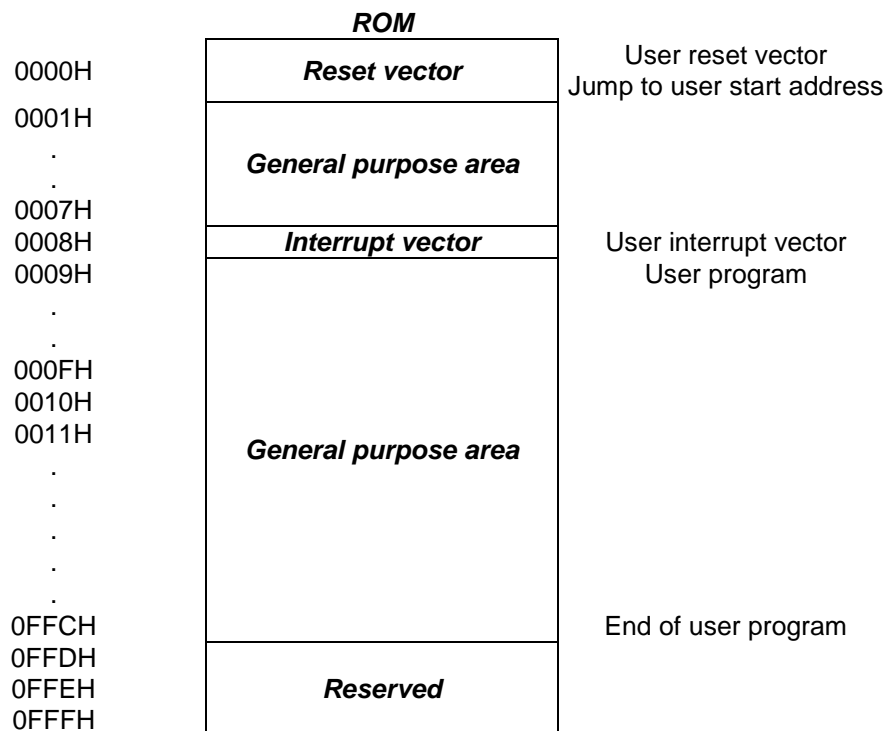 ROM
0000H Reset vector User reset vector
Jump to user start address
0001H
.
. General purpose area
0007H
0008H Interrupt vector User interrupt vector
0009H User program
.
.
000FH
0010H
0011H General purpose area
.
.
.
.
.
0FFCH End of user program
0FFDH
0FFEH Reserved
0FFFH